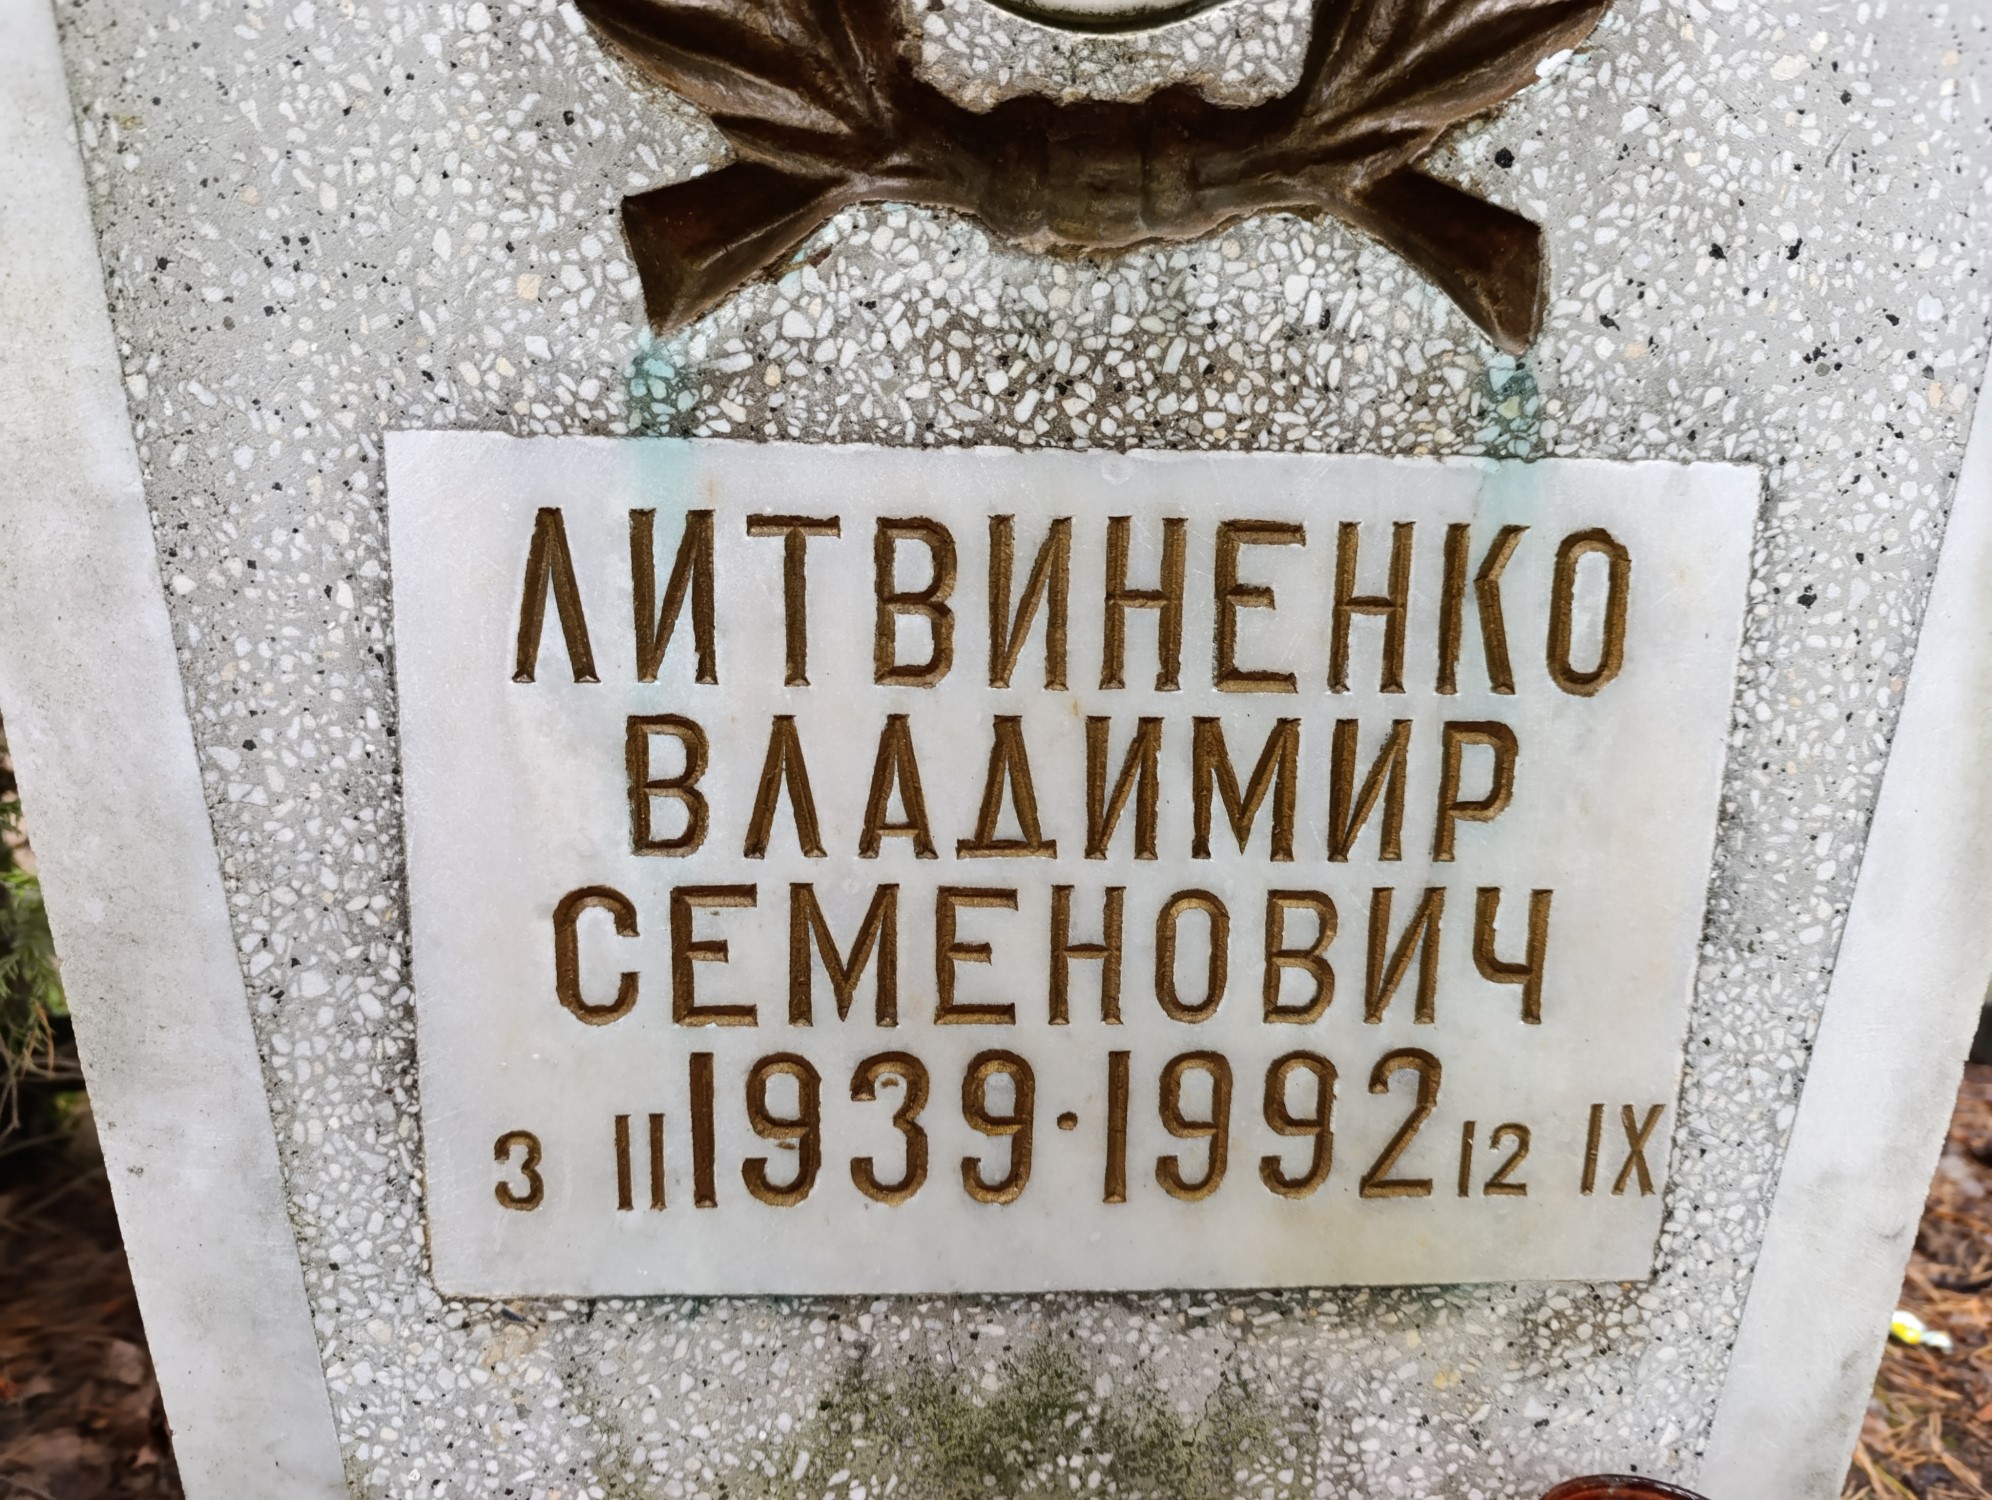 ЛИТВИНЕНКО
ВЛАДИМИР
СЕМЕНОВИЧ
3 II 1939·1992 12 IX